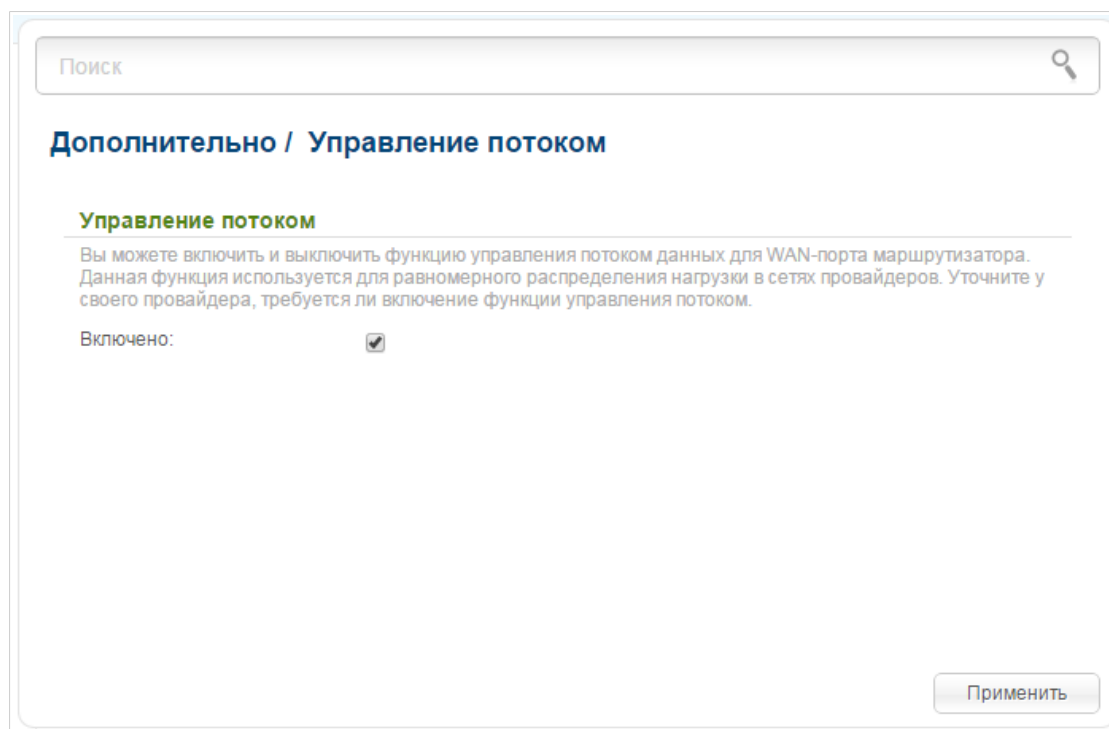 Поиск
Дополнительно / Управление потоком
Управление потоком
Вы можете включить и выключить функцию управления потоком данных для WAN-порта маршрутизатора.
Данная функция используется для равномерного распределения нагрузки в сетях провайдеров. Уточните у
своего провайдера, требуется ли включение функции управления потоком.
Включено:
Применить